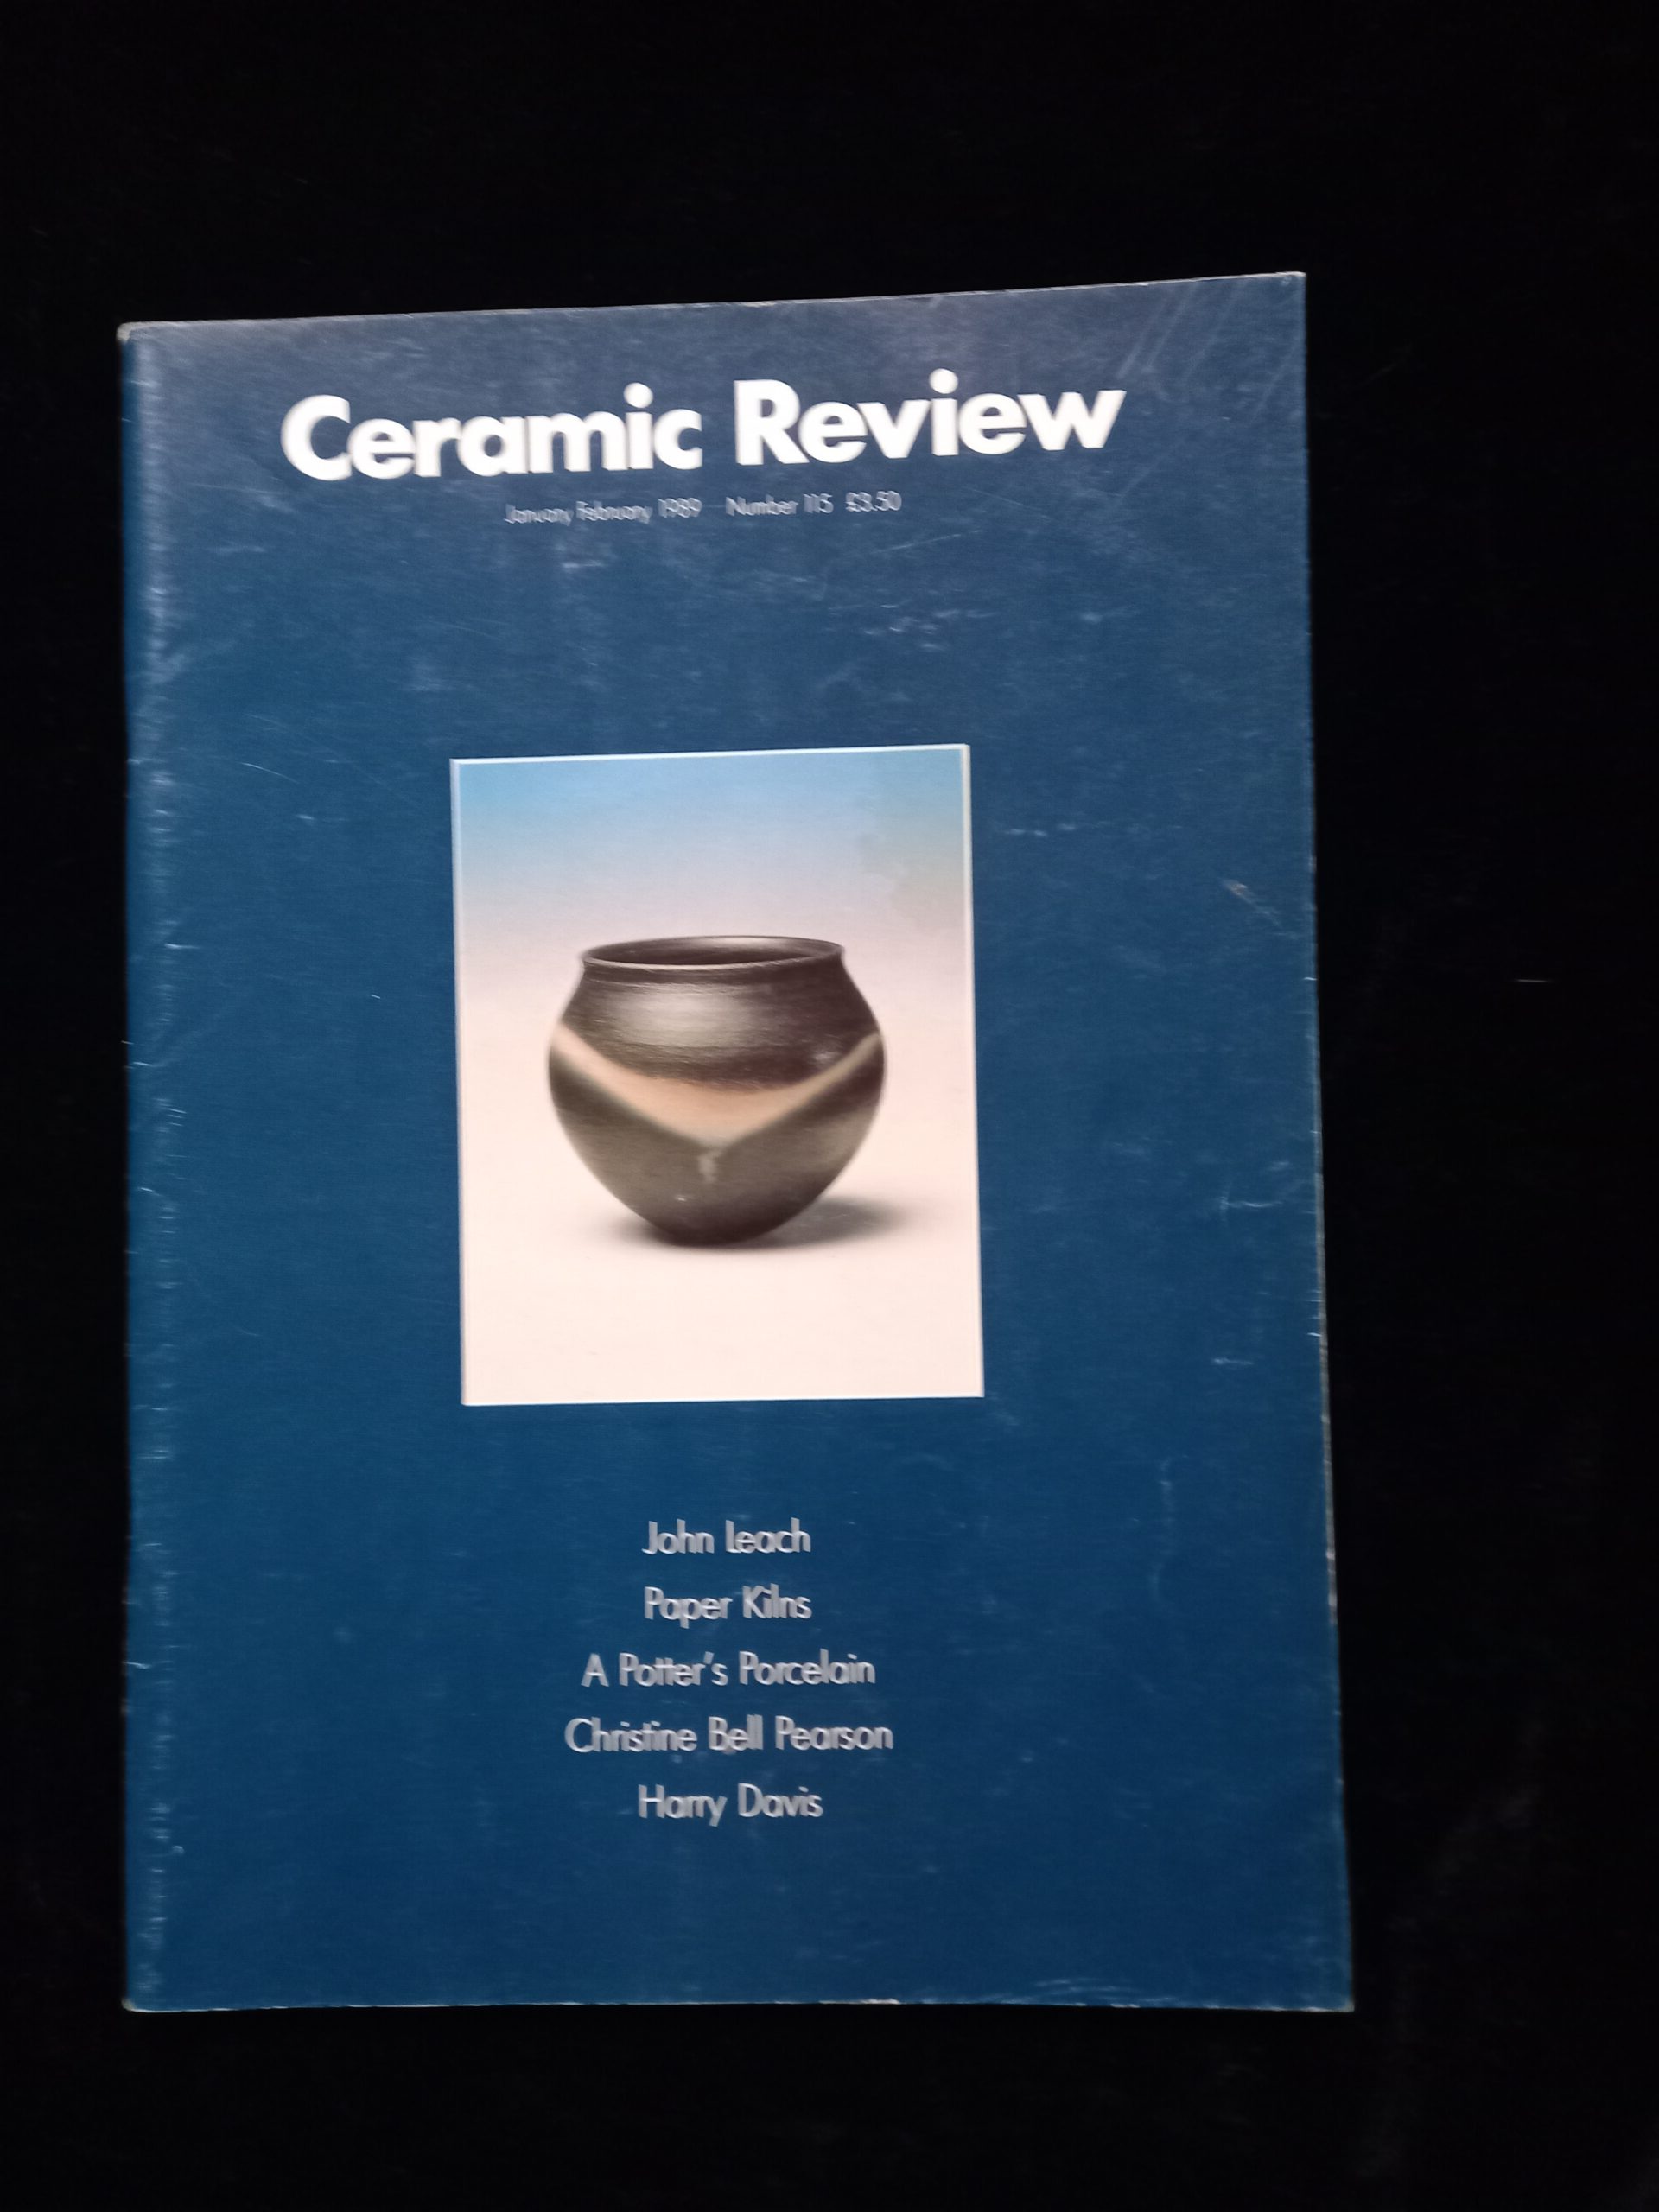 Ceramic Review
January February 1989 Number 115 £3.50
John Leach
Paper Kilns
A Potter's Porcelain
Christine Bell Pearson
Harry Davis